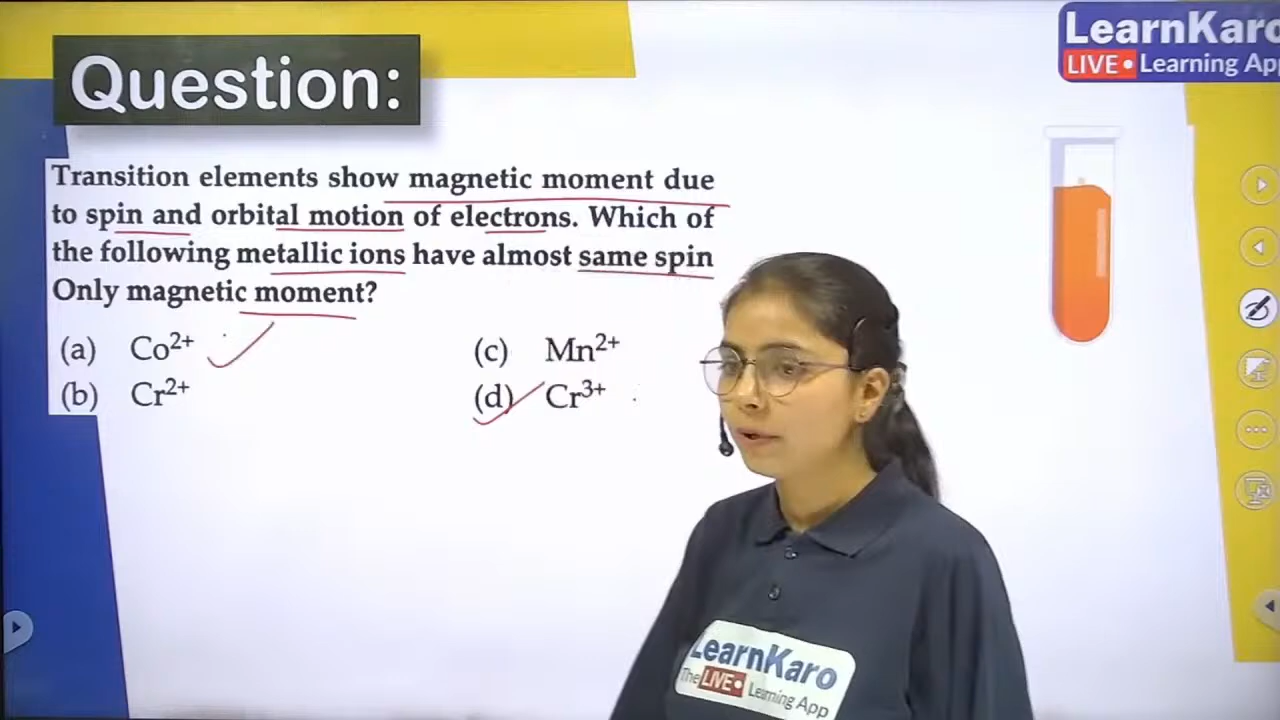 LearnKaro
LIVE• Learning App
Question:
Transition elements show magnetic moment due
to spin and orbital motion of electrons. Which of
the following metallic ions have almost same spin
Only magnetic moment?
(a) Co²⁺
(b) Cr²⁺
(c) Mn²⁺
(d) Cr³⁺
LearnKaro
The LIVE• Learning App